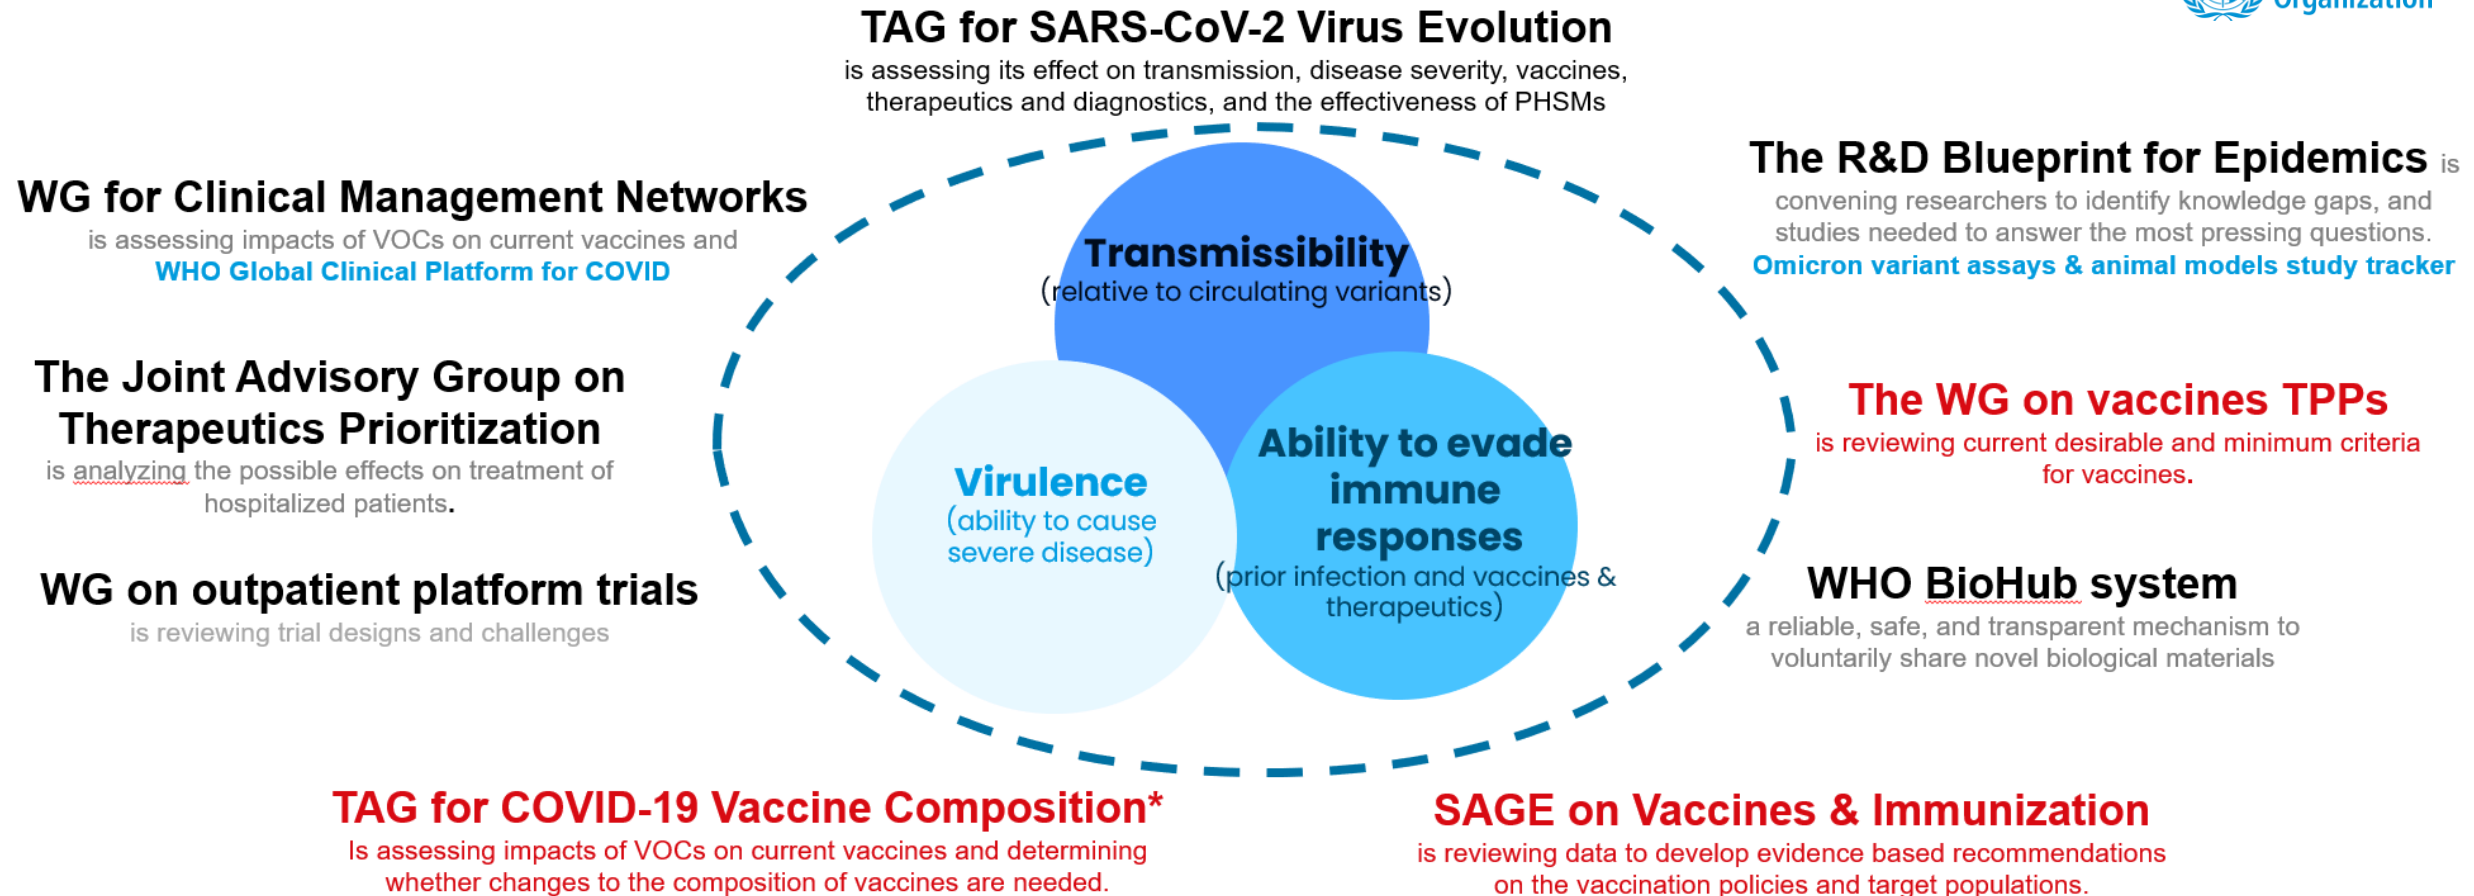 Organization
TAG for SARS-CoV-2 Virus Evolution
is assessing its effect on transmission, disease severity, vaccines,
therapeutics and diagnostics, and the effectiveness of PHSMs
WG for Clinical Management Networks
is assessing impacts of VOCs on current vaccines and
WHO Global Clinical Platform for COVID
The Joint Advisory Group on
Therapeutics Prioritization
is analyzing the possible effects on treatment of
hospitalized patients.
WG on outpatient platform trials
is reviewing trial designs and challenges
Transmissibility
(relative to circulating variants)
Virulence
(ability to cause
severe disease)
Ability to evade
immune
responses
(prior infection and vaccines &
therapeutics)
The R&D Blueprint for Epidemics is
convening researchers to identify knowledge gaps, and
studies needed to answer the most pressing questions.
Omicron variant assays & animal models study tracker
The WG on vaccines TPPs
is reviewing current desirable and minimum criteria
for vaccines.
WHO BioHub system
a reliable, safe, and transparent mechanism to
voluntarily share novel biological materials
TAG for COVID-19 Vaccine Composition*
Is assessing impacts of VOCs on current vaccines and determining
whether changes to the composition of vaccines are needed.
SAGE on Vaccines & Immunization
is reviewing data to develop evidence based recommendations
on the vaccination policies and target populations.